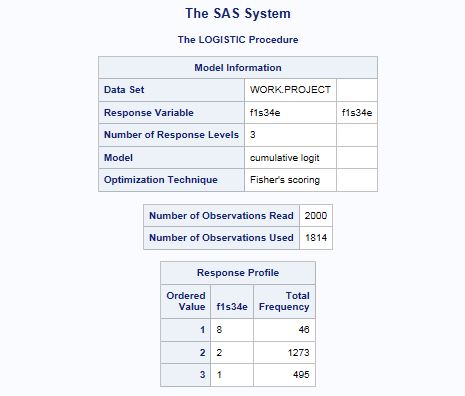 The SAS System
The LOGISTIC Procedure
Model Information
Data Set WORK.PROJECT
Response Variable f1s34e f1s34e
Number of Response Levels 3
Model cumulative logit
Optimization Technique Fisher's scoring
Number of Observations Read 2000
Number of Observations Used 1814
Response Profile
Ordered Total
Value f1s34e Frequency
1 8 46
2 2 1273
3 1 495